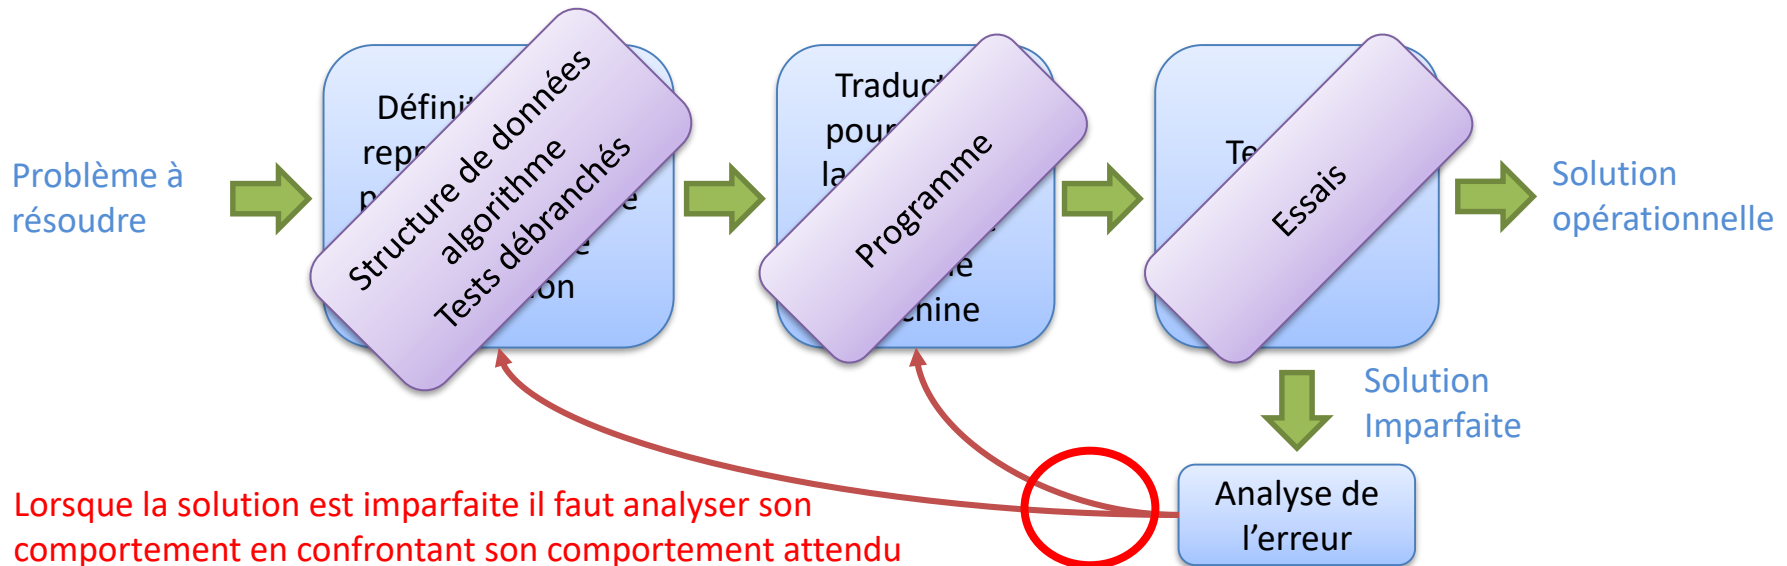 Problème à
résoudre
Structure de données
algorithme
Tests débranchés
Programme
Essais
Solution
opérationnelle
Solution
Imparfaite
Analyse de
l'erreur
Lorsque la solution est imparfaite il faut analyser son
comportement en confrontant son comportement attendu